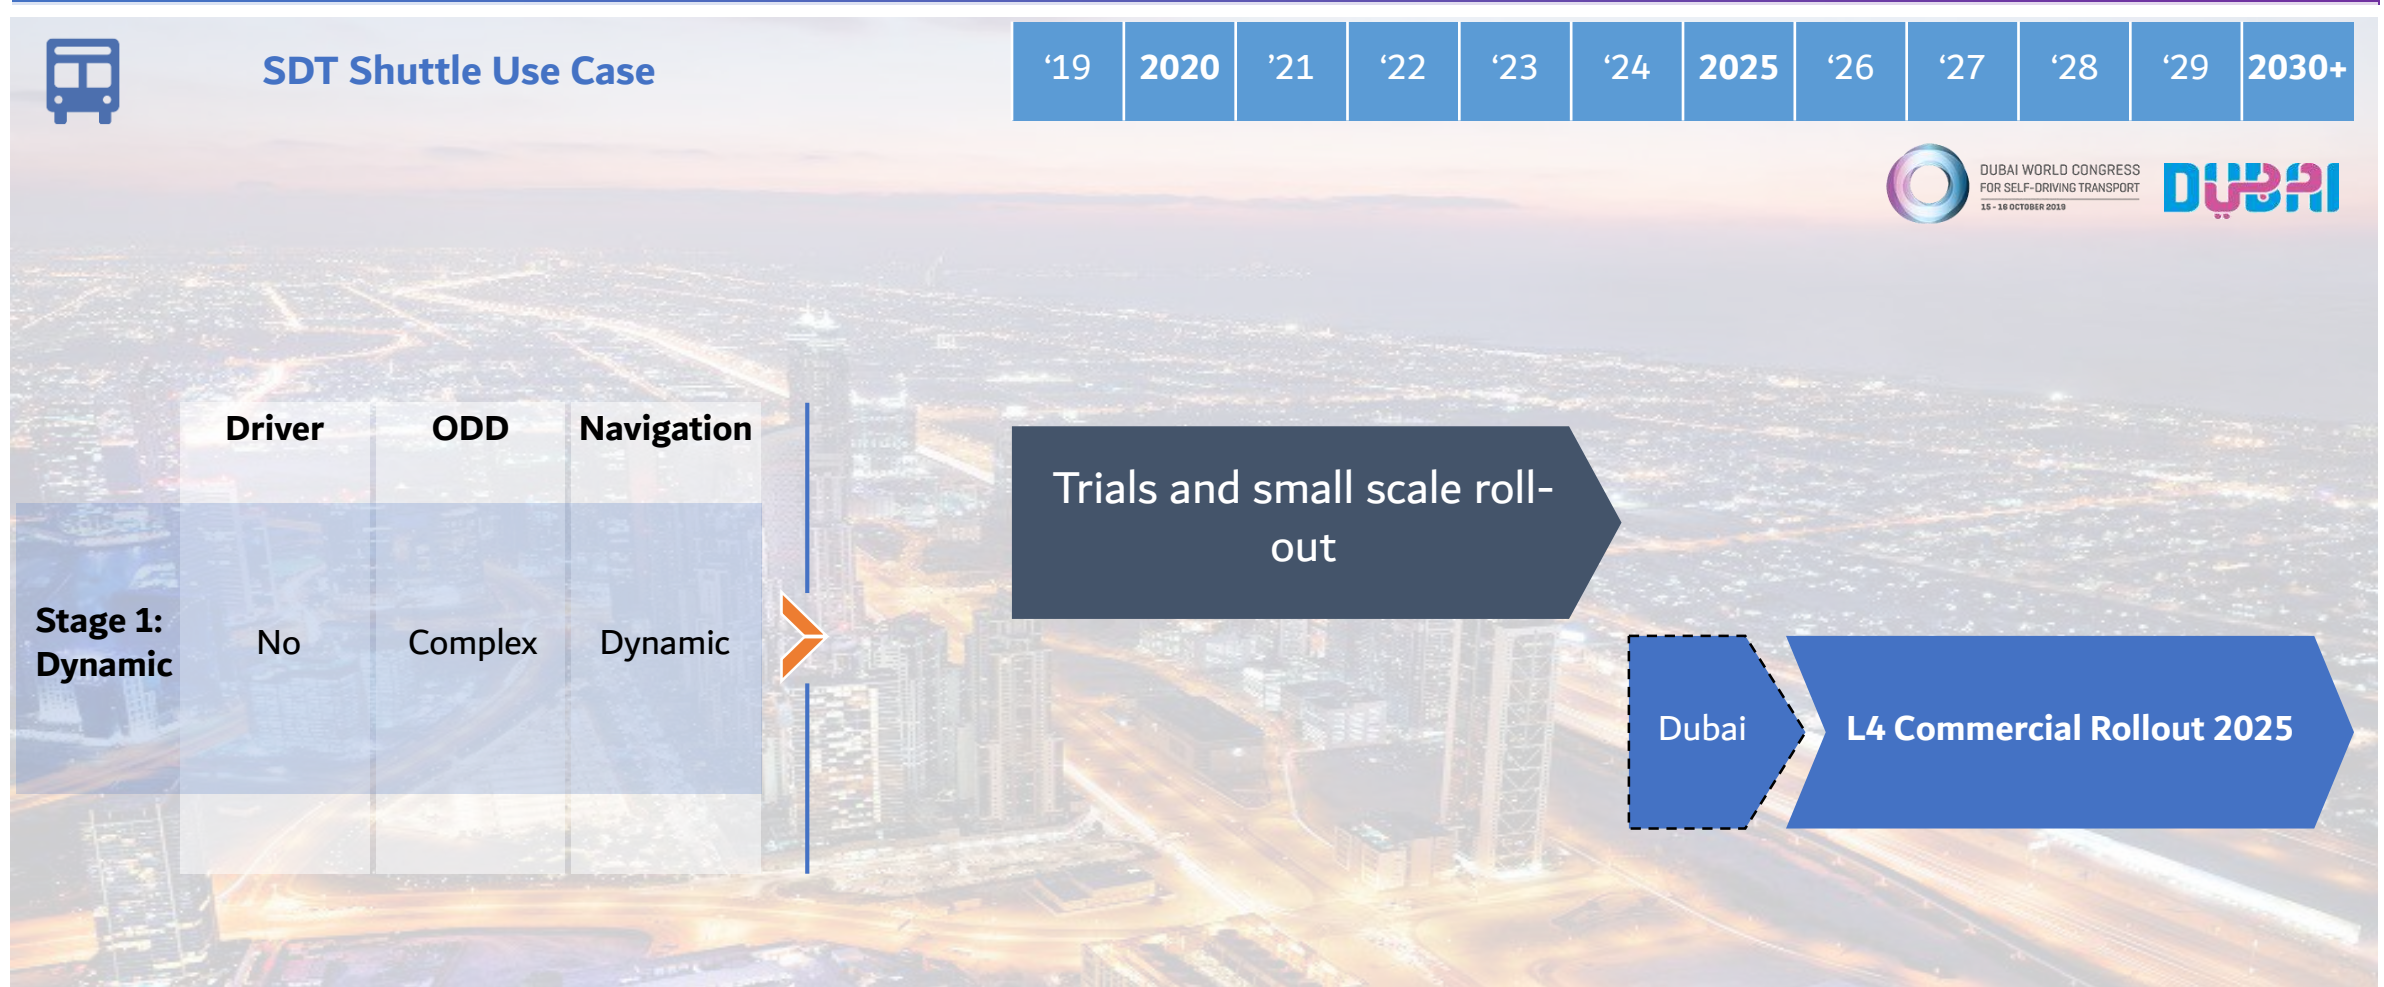 SDT Shuttle Use Case
‘19 2020 ’21 ‘22 ‘23 ‘24 2025 ‘26 ‘27 ‘28 ‘29 2030+
DUBAI WORLD CONGRESS
FOR SELF-DRIVING TRANSPORT
15 - 16 OCTOBER 2019
DUBAI
Driver ODD Navigation
Trials and small scale roll-
out
Stage 1:
Dynamic
No Complex Dynamic
Dubai L4 Commercial Rollout 2025